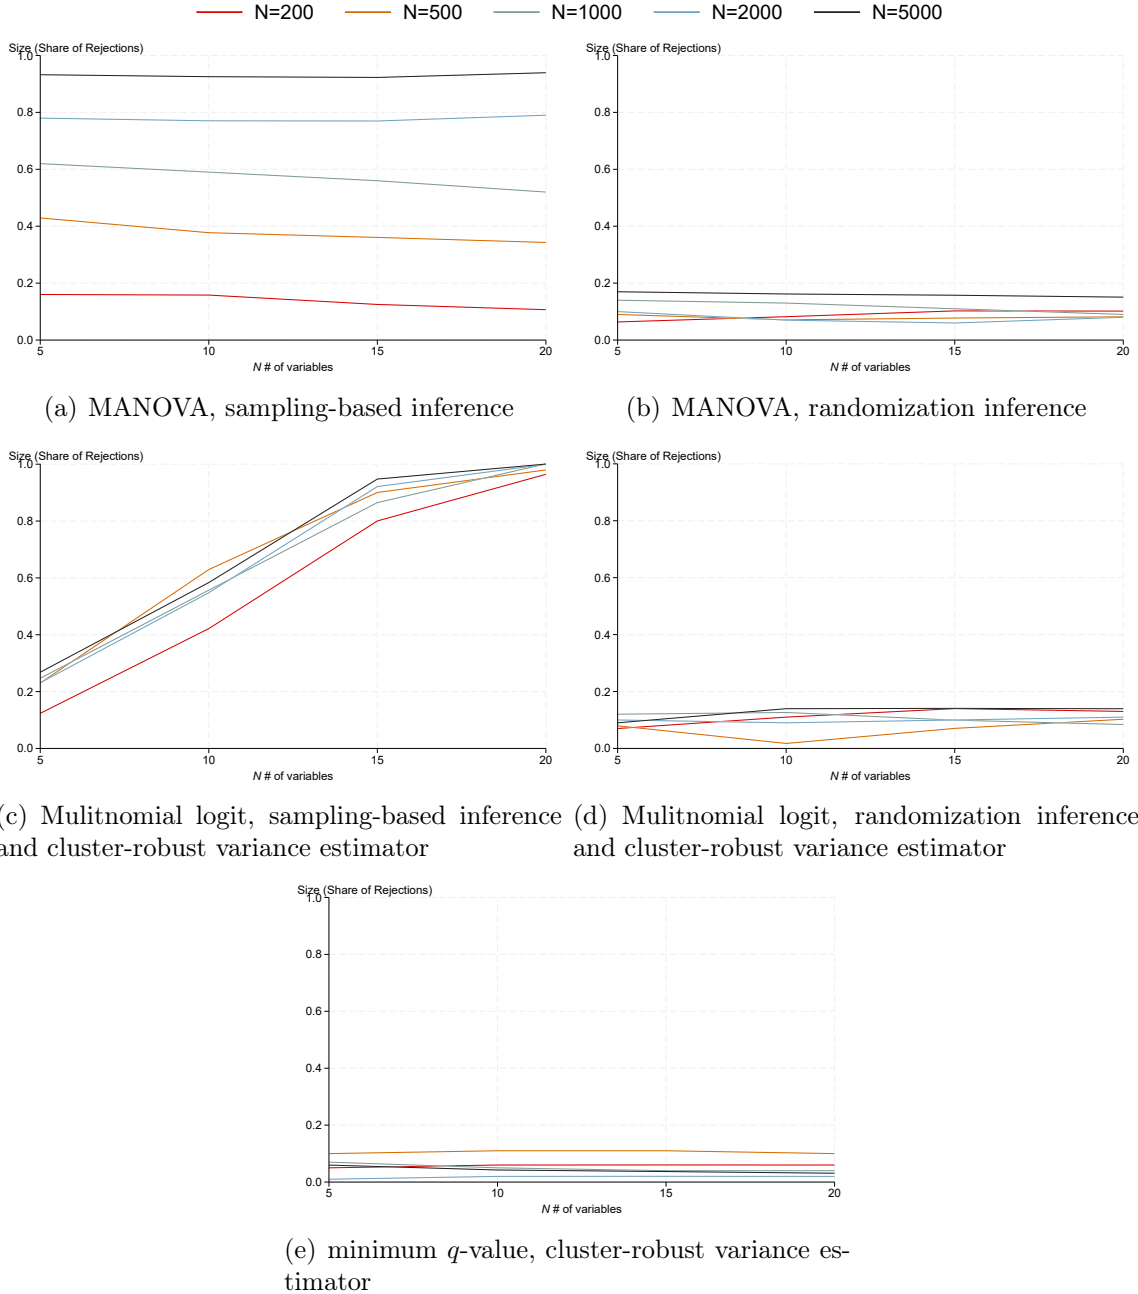 N=200 N=500 N=1000 N=2000 N=5000
Size (Share of Rejections)
1.0
0.8
0.6
0.4
0.2
0.0
5 10 15 20
N # of variables
(a) MANOVA, sampling-based inference
Size (Share of Rejections)
1.0
0.8
0.6
0.4
0.2
0.0
5 10 15 20
N # of variables
(b) MANOVA, randomization inference
Size (Share of Rejections)
1.0
0.8
0.6
0.4
0.2
0.0
5 10 15 20
N # of variables
(c) Mulitnomial logit, sampling-based inference
and cluster-robust variance estimator
Size (Share of Rejections)
1.0
0.8
0.6
0.4
0.2
0.0
5 10 15 20
N # of variables
(d) Mulitnomial logit, randomization inference
and cluster-robust variance estimator
Size (Share of Rejections)
1.0
0.8
0.6
0.4
0.2
0.0
5 10 15 20
N # of variables
(e) minimum q-value, cluster-robust variance es-
timator